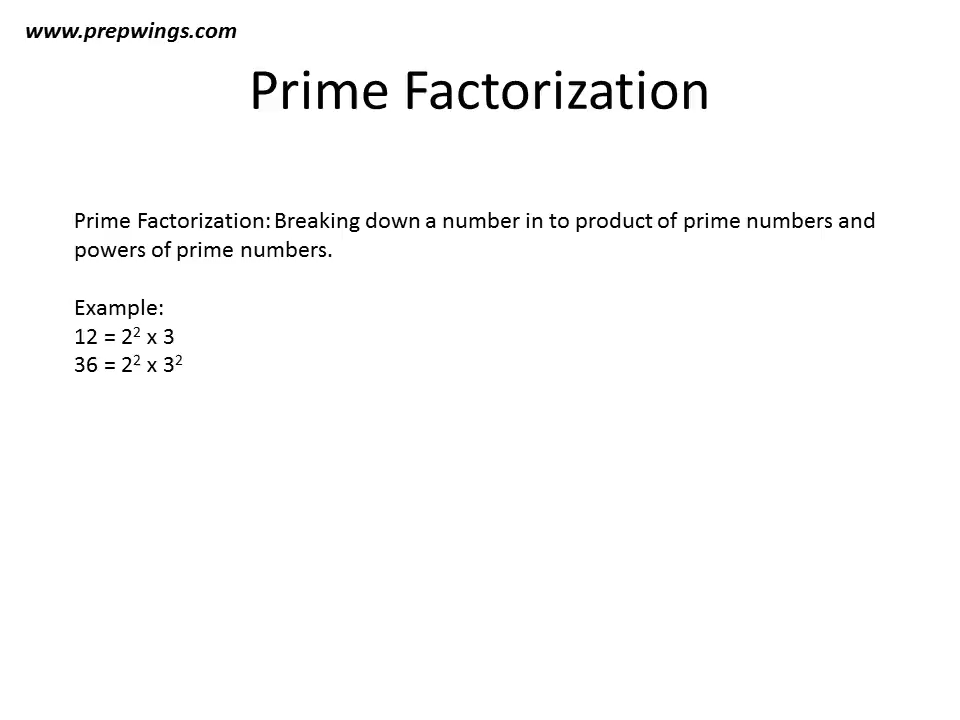 www.prepwings.com
Prime Factorization
Prime Factorization: Breaking down a number in to product of prime numbers and
powers of prime numbers.
Example:
12 = 2² x 3
36 = 2² x 3²